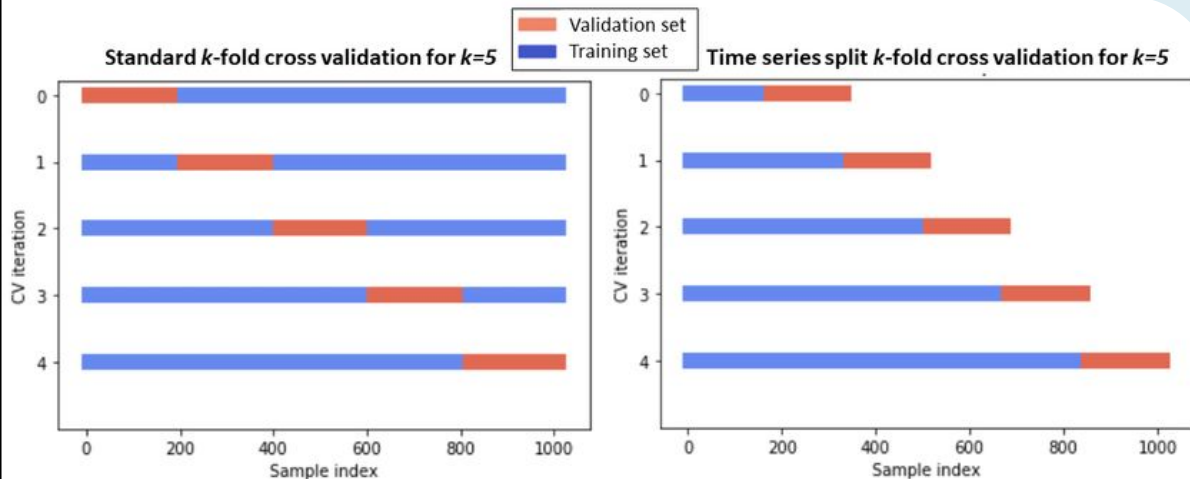 Validation set
Training set
Standard k-fold cross validation for k=5
Time series split k-fold cross validation for k=5
0
1
2
3
4
CV iteration
0 200 400 600 800 1000
Sample index
0
1
2
3
4
CV iteration
0 200 400 600 800 1000
Sample index